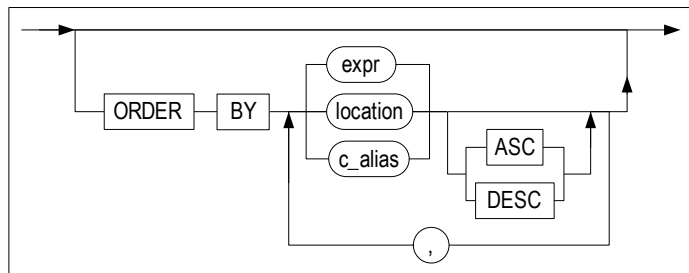 expr
ORDER BY location
ASC
c_alias
DESC
,